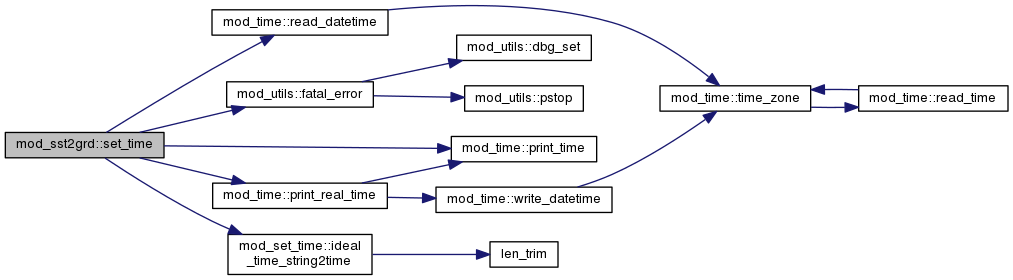 mod_sst2grd::set_time
mod_time::read_datetime
mod_utils::fatal_error
mod_utils::dbg_set
mod_utils::pstop
mod_time::print_time
mod_time::print_real_time
mod_time::write_datetime
mod_set_time::ideal
_time_string2time
len_trim
mod_time::time_zone
mod_time::read_time